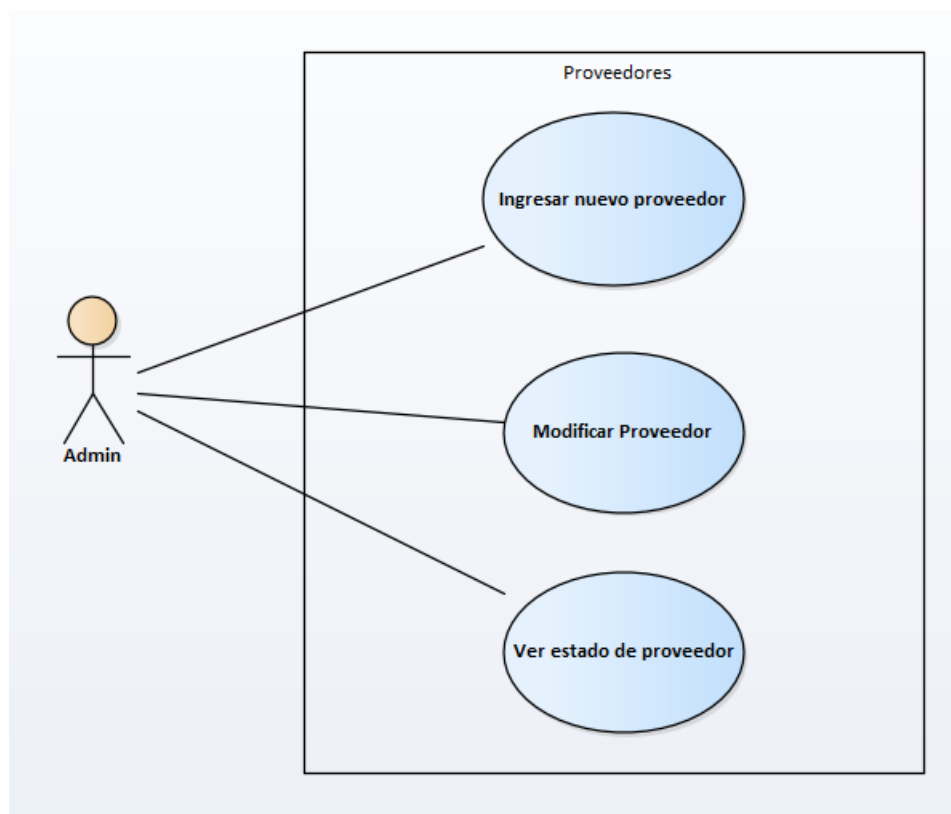 Proveedores
Ingresar nuevo proveedor
Admin
Modificar Proveedor
Ver estado de proveedor